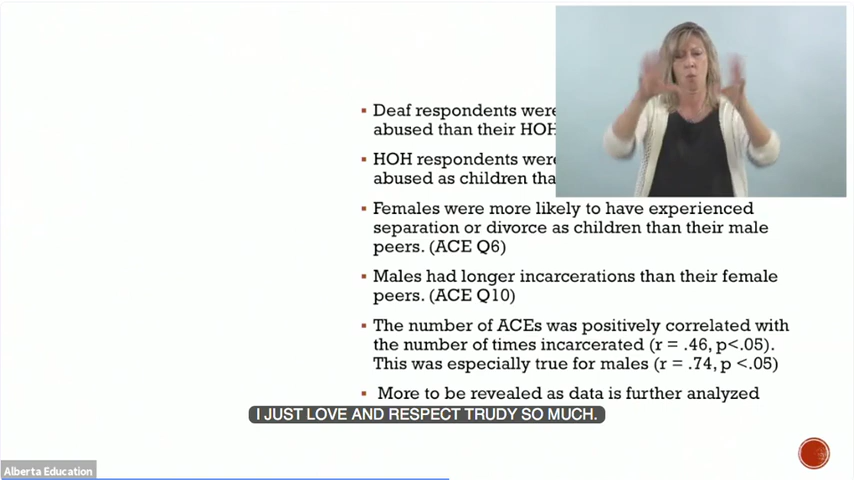 ▪ Deaf respondents were
abused than their HOH
▪ HOH respondents were
abused as children tha
▪ Females were more likely to have experienced
separation or divorce as children than their male
peers. (ACE Q6)
▪ Males had longer incarcerations than their female
peers. (ACE Q10)
▪ The number of ACEs was positively correlated with
the number of times incarcerated (r = .46, p<.05).
This was especially true for males (r = .74, p <.05)
▪ More to be revealed as data is further analyzed
I JUST LOVE AND RESPECT TRUDY SO MUCH.
Alberta Education